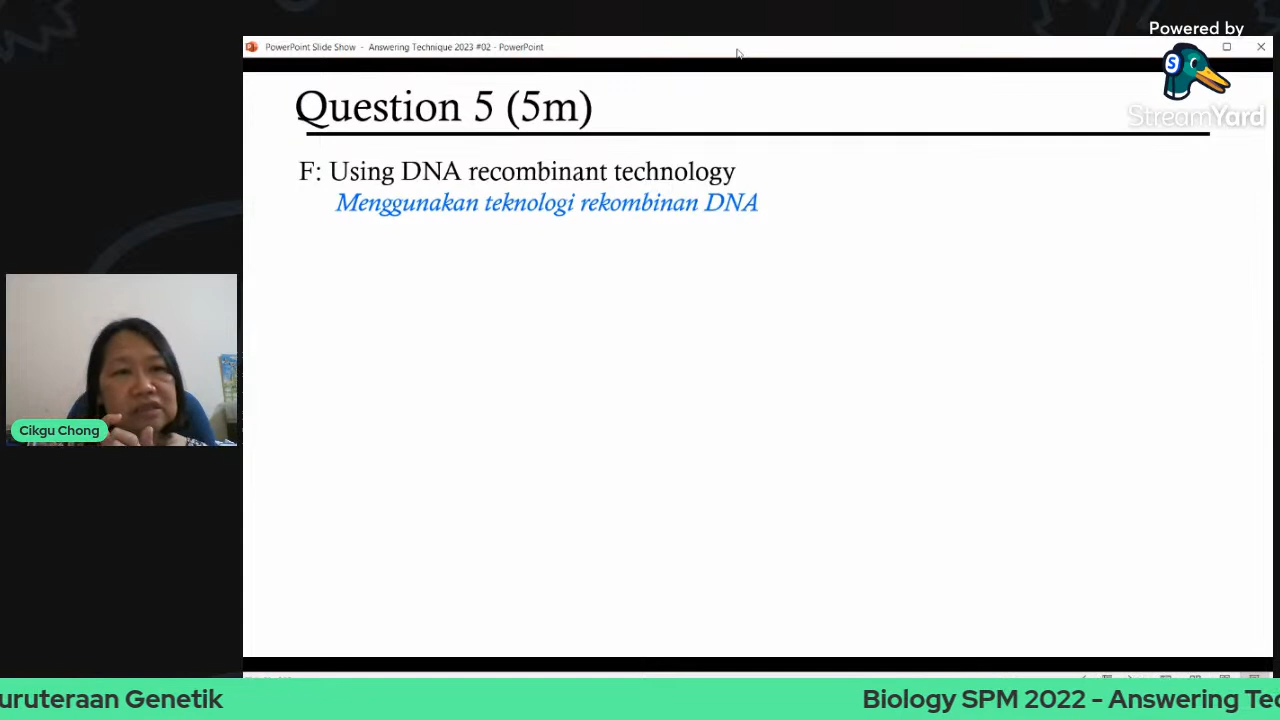 Powered by
StreamYard
PowerPoint Slide Show - Answering Technique 2023 #02 - PowerPoint
Question 5 (5m)
F: Using DNA recombinant technology
Menggunakan teknologi rekombinan DNA
Cikgu Chong
uruteraan Genetik
Biology SPM 2022 - Answering Tec